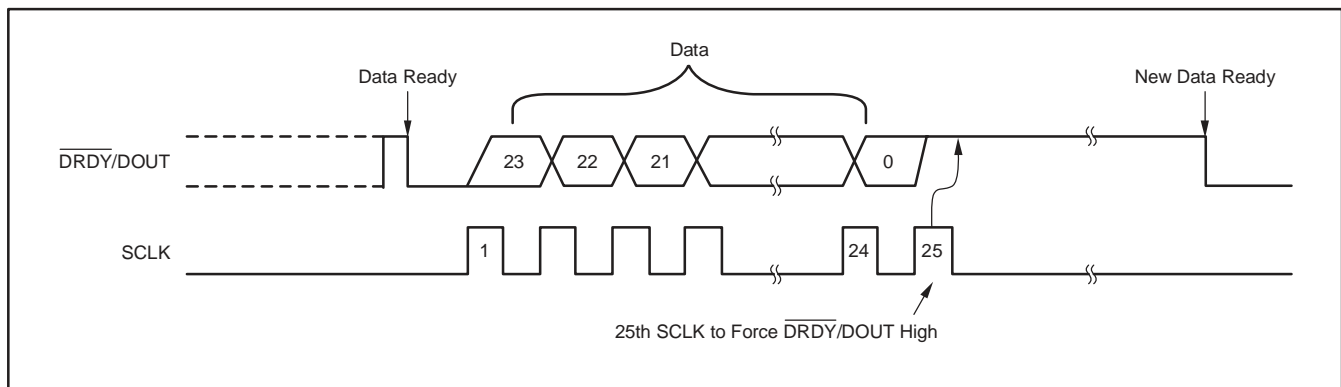 Data
Data Ready
New Data Ready
DRDY/DOUT
23 22 21 0
SCLK
1 24 25
25th SCLK to Force DRDY/DOUT High